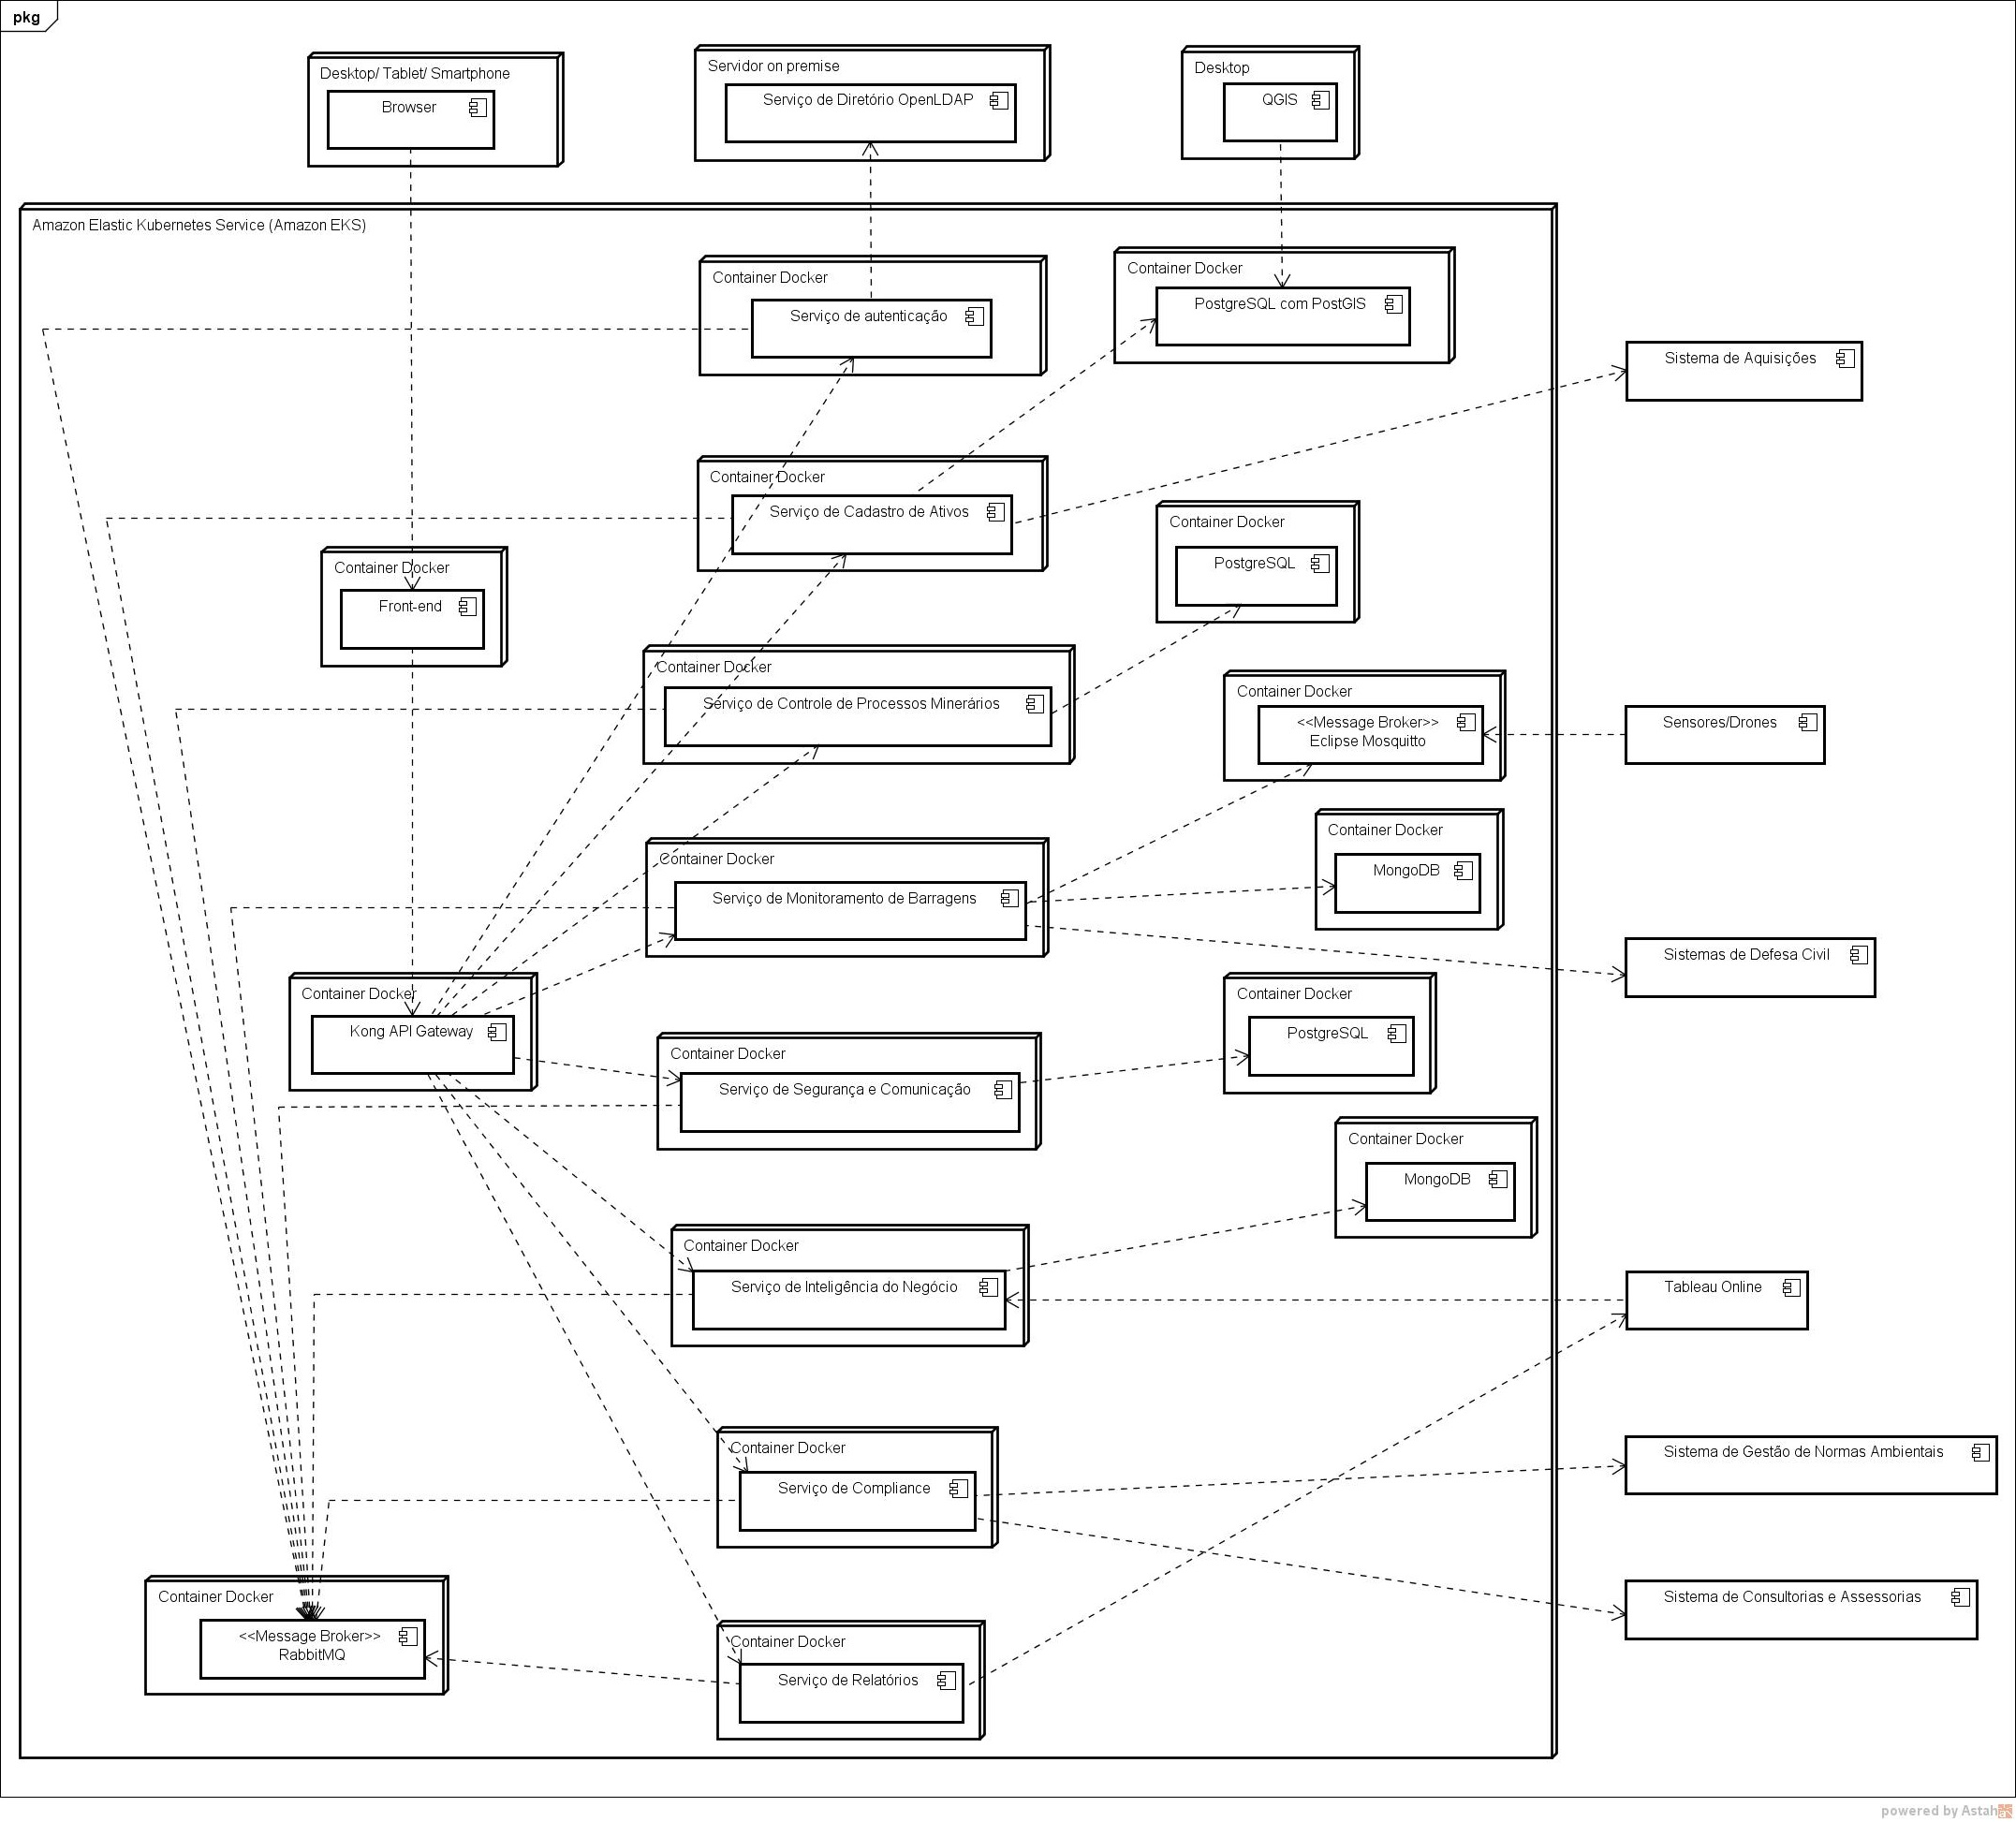 pkg
Desktop/ Tablet/ Smartphone
Browser
Servidor on premise
Serviço de Diretório OpenLDAP
Desktop
QGIS
Amazon Elastic Kubernetes Service (Amazon EKS)
Container Docker
Serviço de autenticação
Container Docker
PostgreSQL com PostGIS
Sistema de Aquisições
Container Docker
Serviço de Cadastro de Ativos
Container Docker
PostgreSQL
Container Docker
Front-end
Container Docker
Serviço de Controle de Processos Minerários
Container Docker
<<Message Broker>>
Eclipse Mosquitto
Sensores/Drones
Container Docker
MongoDB
Container Docker
Serviço de Monitoramento de Barragens
Sistemas de Defesa Civil
Container Docker
Kong API Gateway
Container Docker
PostgreSQL
Container Docker
Serviço de Segurança e Comunicação
Container Docker
MongoDB
Container Docker
Serviço de Inteligência do Negócio
Tableau Online
Container Docker
Serviço de Compliance
Sistema de Gestão de Normas Ambientais
Sistema de Consultorias e Assessorias
Container Docker
<<Message Broker>>
RabbitMQ
Container Docker
Serviço de Relatórios
powered by Astah